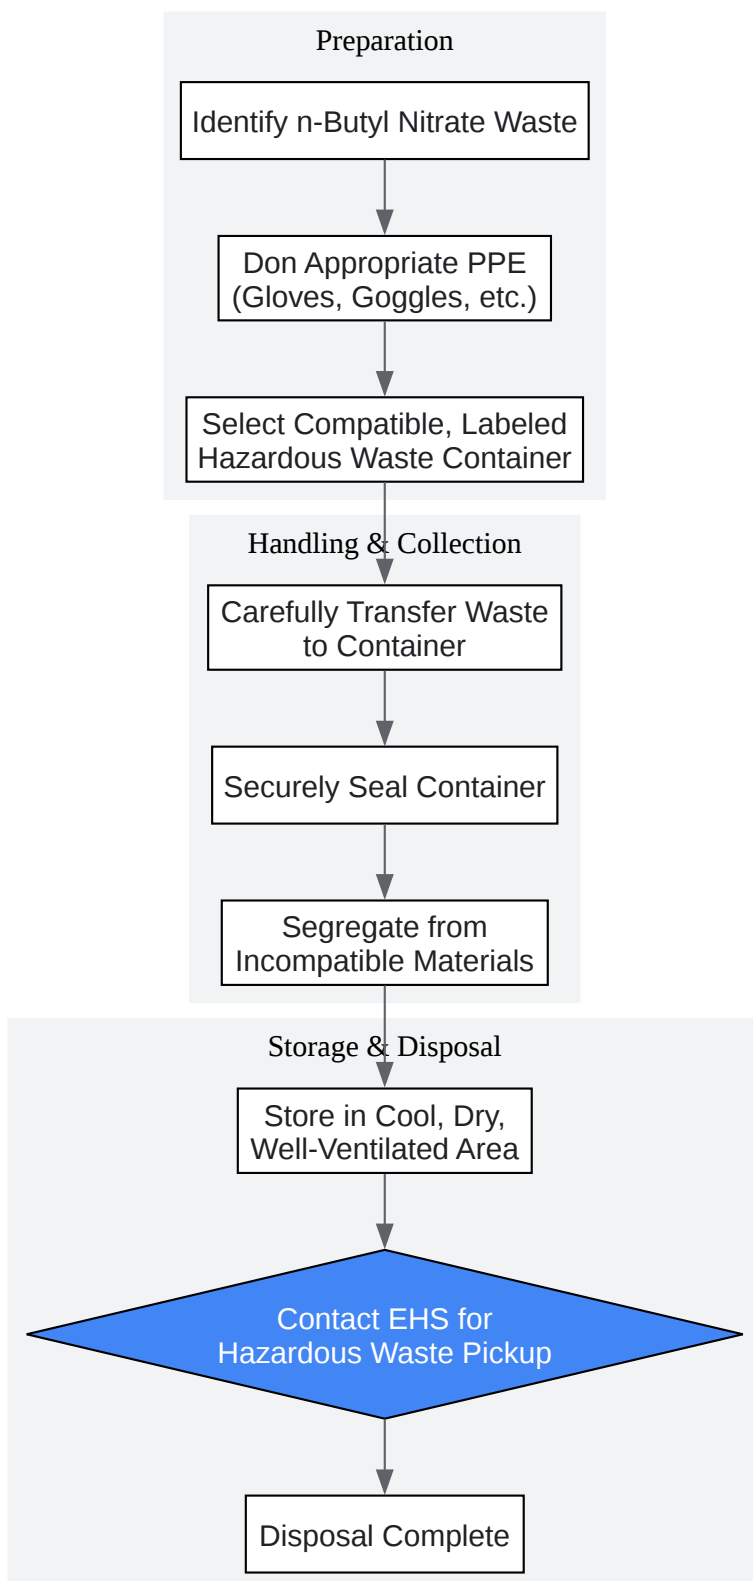 Preparation
Identify n-Butyl Nitrate Waste
Don Appropriate PPE
(Gloves, Goggles, etc.)
Select Compatible, Labeled
Hazardous Waste Container
Handling & Collection
Carefully Transfer Waste
to Container
Securely Seal Container
Segregate from
Incompatible Materials
Storage & Disposal
Store in Cool, Dry,
Well-Ventilated Area
Contact EHS for
Hazardous Waste Pickup
Disposal Complete